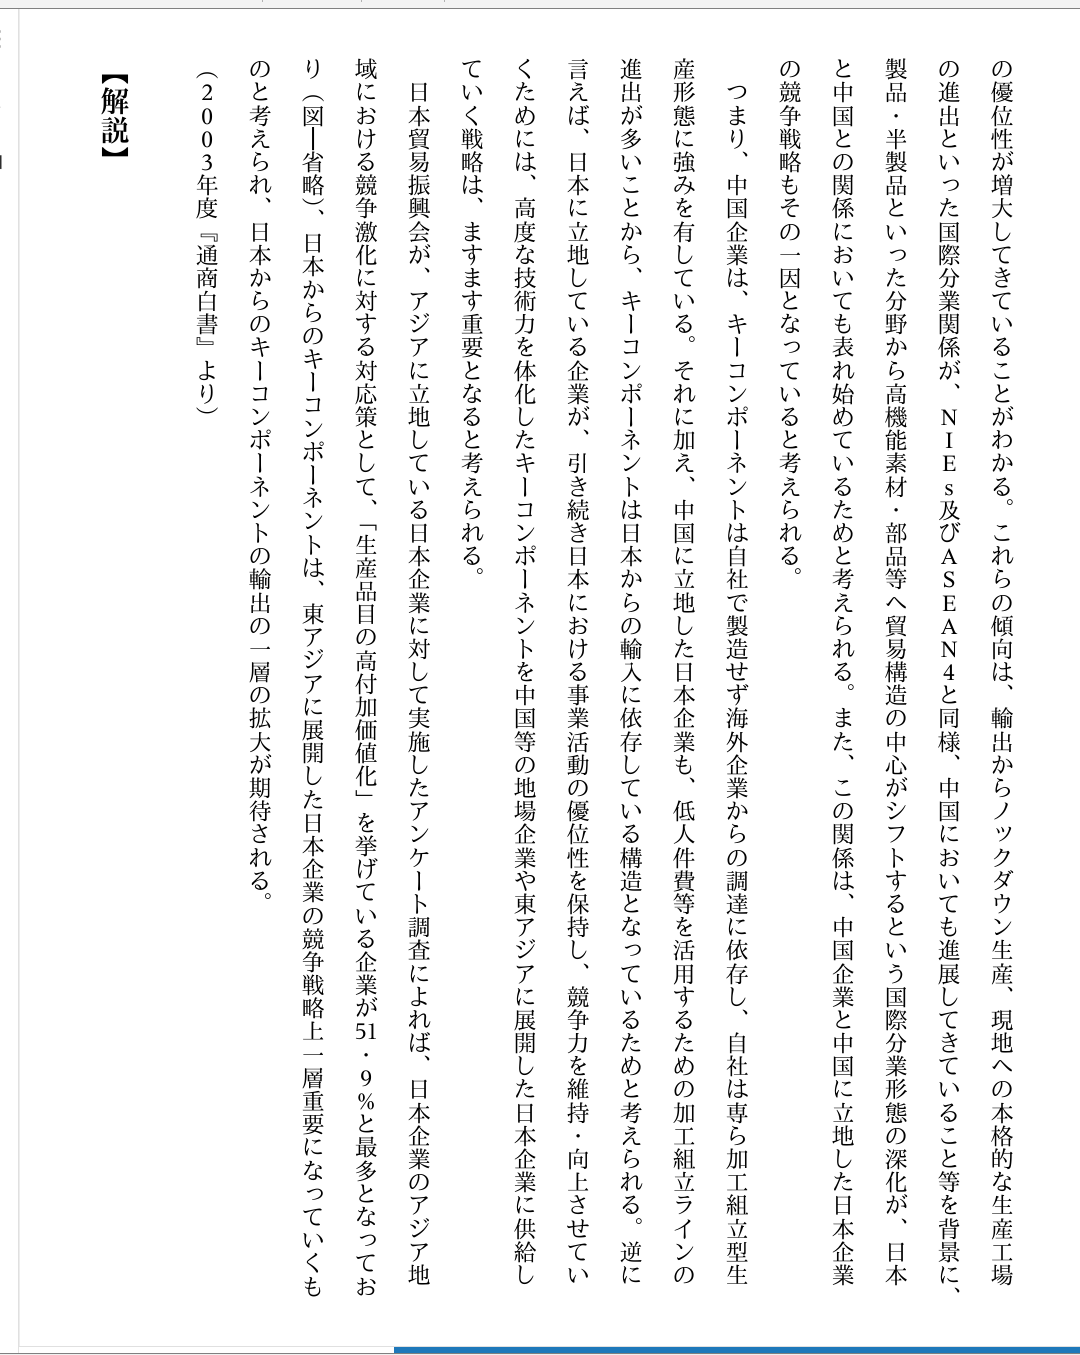 の優位性が増大してきていることがわかる。これらの傾向は、輸出からノックダウン生産、現地への本格的な生産工場
の進出といった国際分業関係が、NIEs及びASEAN4と同様、中国においても進展してきていること等を背景に、
製品・半製品といった分野から高機能素材・部品等へ貿易構造の中心がシフトするという国際分業形態の深化が、日本
と中国との関係においても表れ始めているためと考えられる。また、この関係は、中国企業と中国に立地した日本企業
の競争戦略もその一因となっていると考えられる。
つまり、中国企業は、キーコンポーネントは自社で製造せず海外企業からの調達に依存し、自社は専ら加工組立型生
産形態に強みを有している。それに加え、中国に立地した日本企業も、低人件費等を活用するための加工組立ラインの
進出が多いことから、キーコンポーネントは日本からの輸入に依存している構造となっているためと考えられる。逆に
言えば、日本に立地している企業が、引き続き日本における事業活動の優位性を保持し、競争力を維持・向上させてい
くためには、高度な技術力を体化したキーコンポーネントを中国等の地場企業や東アジアに展開した日本企業に供給し
ていく戦略は、ますます重要となると考えられる。
日本貿易振興会が、アジアに立地している日本企業に対して実施したアンケート調査によれば、日本企業のアジア地
域における競争激化に対する対応策として、「生産品目の高付加価値化」を挙げている企業が51・9%と最多となってお
り（図―省略）、日本からのキーコンポーネントは、東アジアに展開した日本企業の競争戦略上一層重要になっていくも
のと考えられ、日本からのキーコンポーネントの輸出の一層の拡大が期待される。
（2003年度『通商白書』より）
【解説】